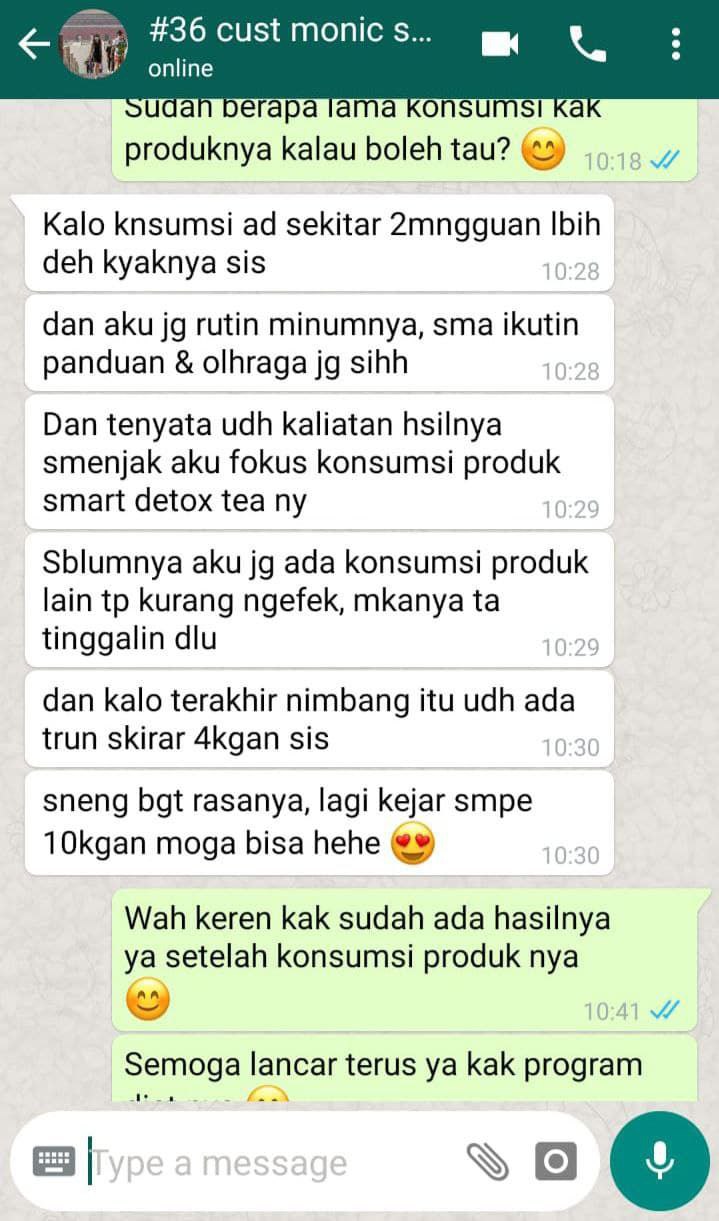 #36 cust monic s...
online
Sudah berapa lama konsumsi kak
produknya kalau boleh tau? 😊 10:18
Kalo knsumsi ad sekitar 2mngguan lbih
deh kyaknya sis 10:28
dan aku jg rutin minumnya, sma ikutin
panduan & olhraga jg sihh 10:28
Dan tenyata udh kaliatan hsilnya
smenjak aku fokus konsumsi produk
smart detox tea ny 10:29
Sblumnya aku jg ada konsumsi produk
lain tp kurang ngefek, mkanya ta
tinggalin dlu 10:29
dan kalo terakhir nimbang itu udh ada
trun skirar 4kgan sis 10:30
sneng bgt rasanya, lagi kejar smpe
10kgan moga bisa hehe 😍 10:30
Wah keren kak sudah ada hasilnya
ya setelah konsumsi produk nya
😊 10:41
Semoga lancar terus ya kak program
Type a message